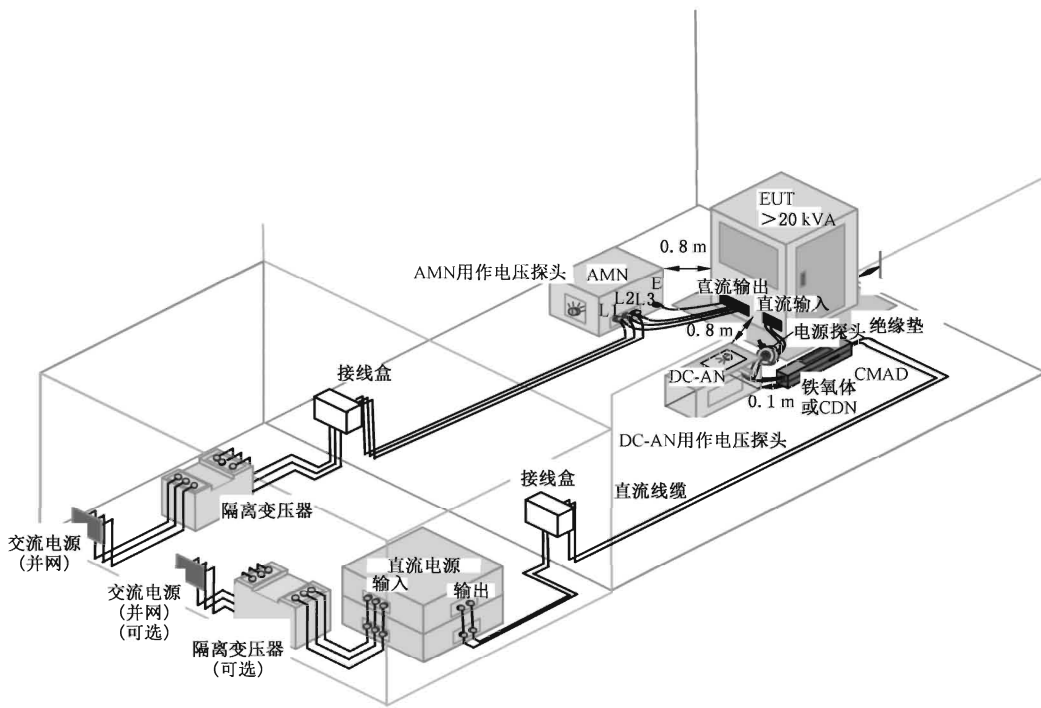 EUT
>20 kVA
0.8 m
AMN用作电压探头
AMN
E
L1
L2
L3
直流输出
直流输入
0.8 m
电源探头
绝缘垫
DC-AN
CMAD
铁氧体
或CDN
0.1 m
DC-AN用作电压探头
接线盒
接线盒
直流线缆
隔离变压器
交流电源
(并网)
直流电源
输入
输出
交流电源
(并网)
(可选)
隔离变压器
(可选)